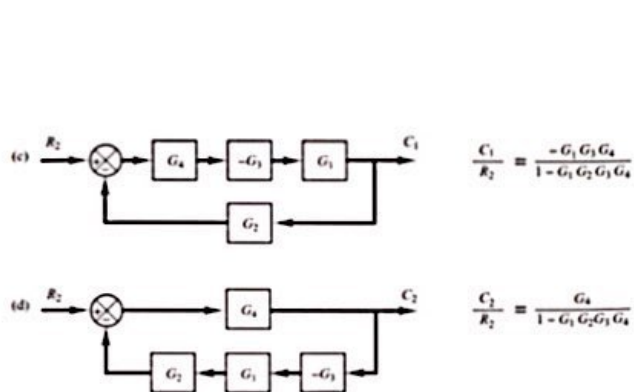 (c) R₂ + − G₄ −G₃ G₁ C₁
G₂
C₁/R₂ = −G₁G₃G₄ / 1 − G₁G₂G₃G₄
(d) R₂ + − G₄ C₂
G₂ G₁ −G₃
C₂/R₂ = G₄ / 1 − G₁G₂G₃G₄